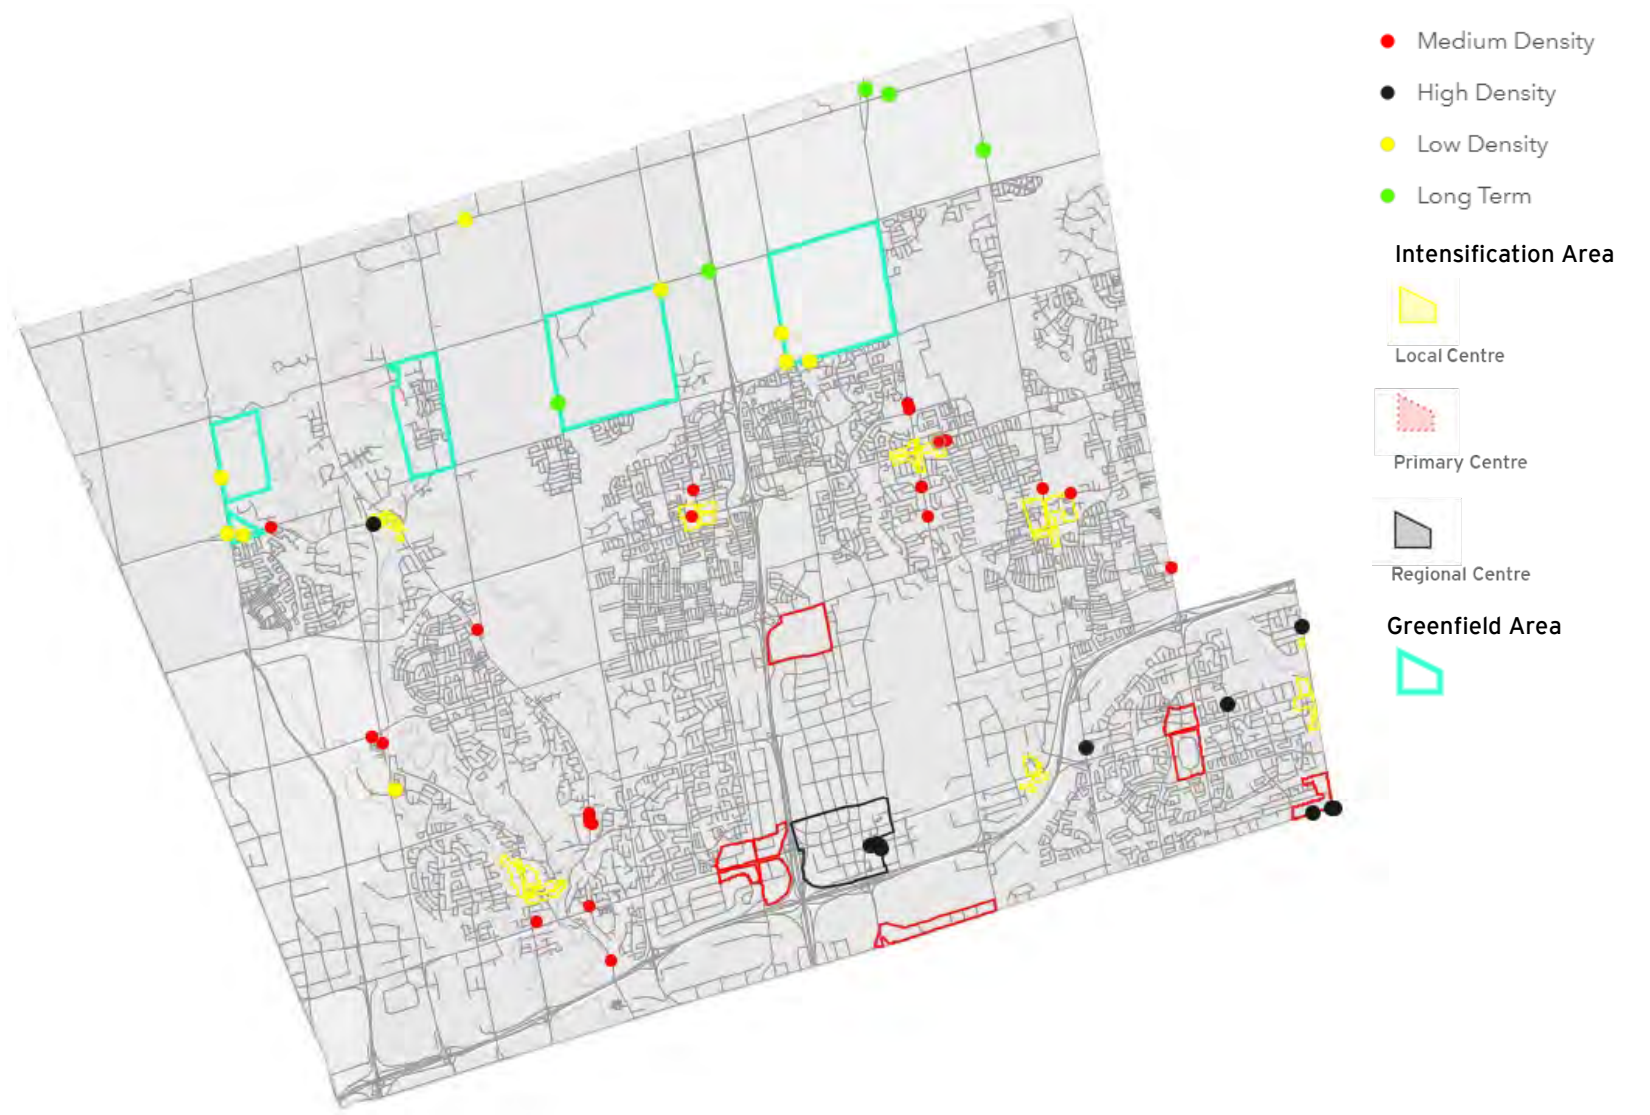 Medium Density
High Density
Low Density
Long Term
Intensification Area
Local Centre
Primary Centre
Regional Centre
Greenfield Area